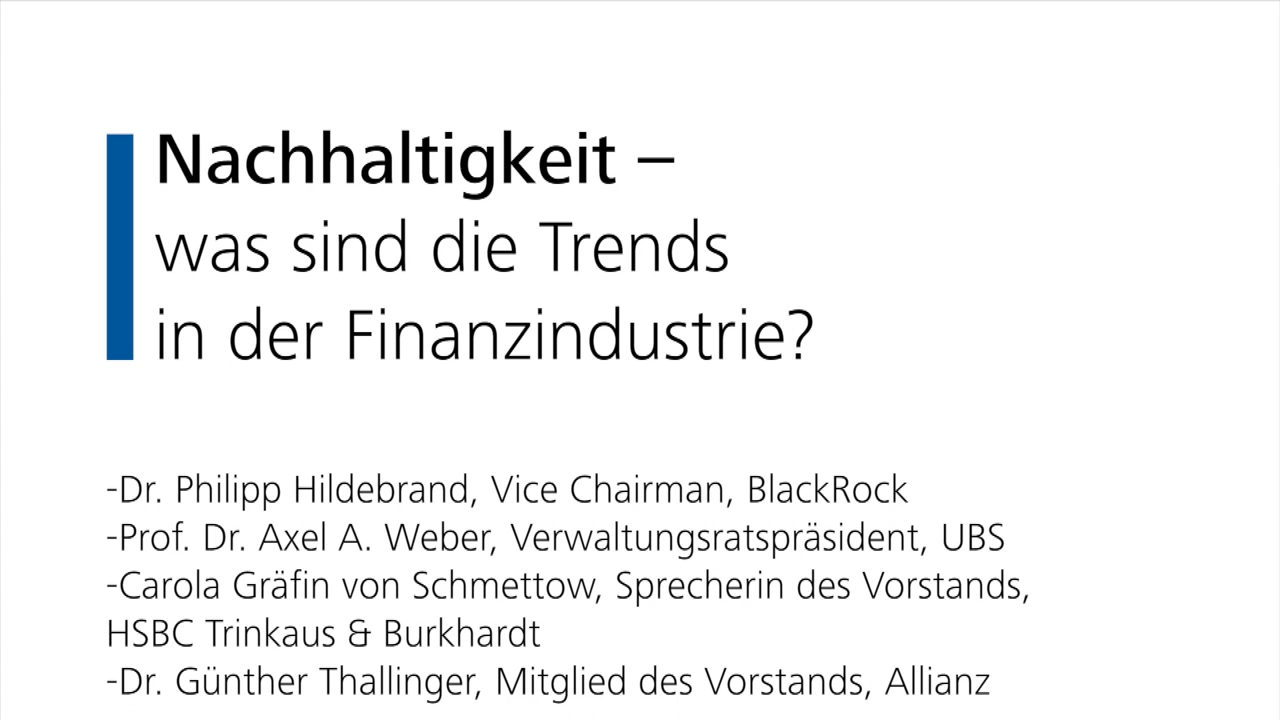 Nachhaltigkeit –
was sind die Trends
in der Finanzindustrie?
-Dr. Philipp Hildebrand, Vice Chairman, BlackRock
-Prof. Dr. Axel A. Weber, Verwaltungsratspräsident, UBS
-Carola Gräfin von Schmettow, Sprecherin des Vorstands,
HSBC Trinkaus & Burkhardt
-Dr. Günther Thallinger, Mitglied des Vorstands, Allianz